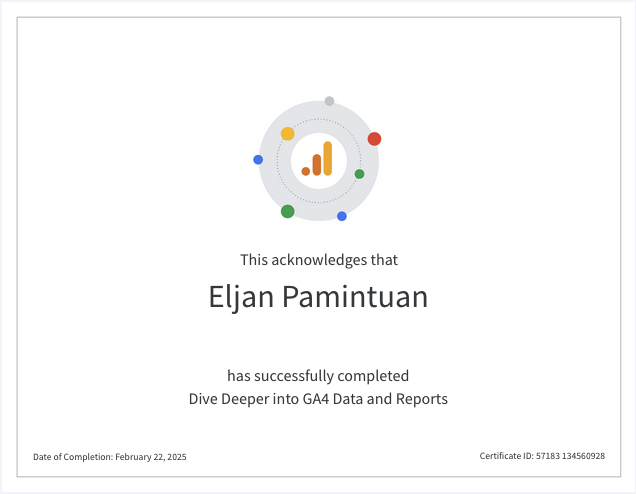 This acknowledges that
Eljan Pamintuan
has successfully completed
Dive Deeper into GA4 Data and Reports
Date of Completion: February 22, 2025
Certificate ID: 57183 134560928